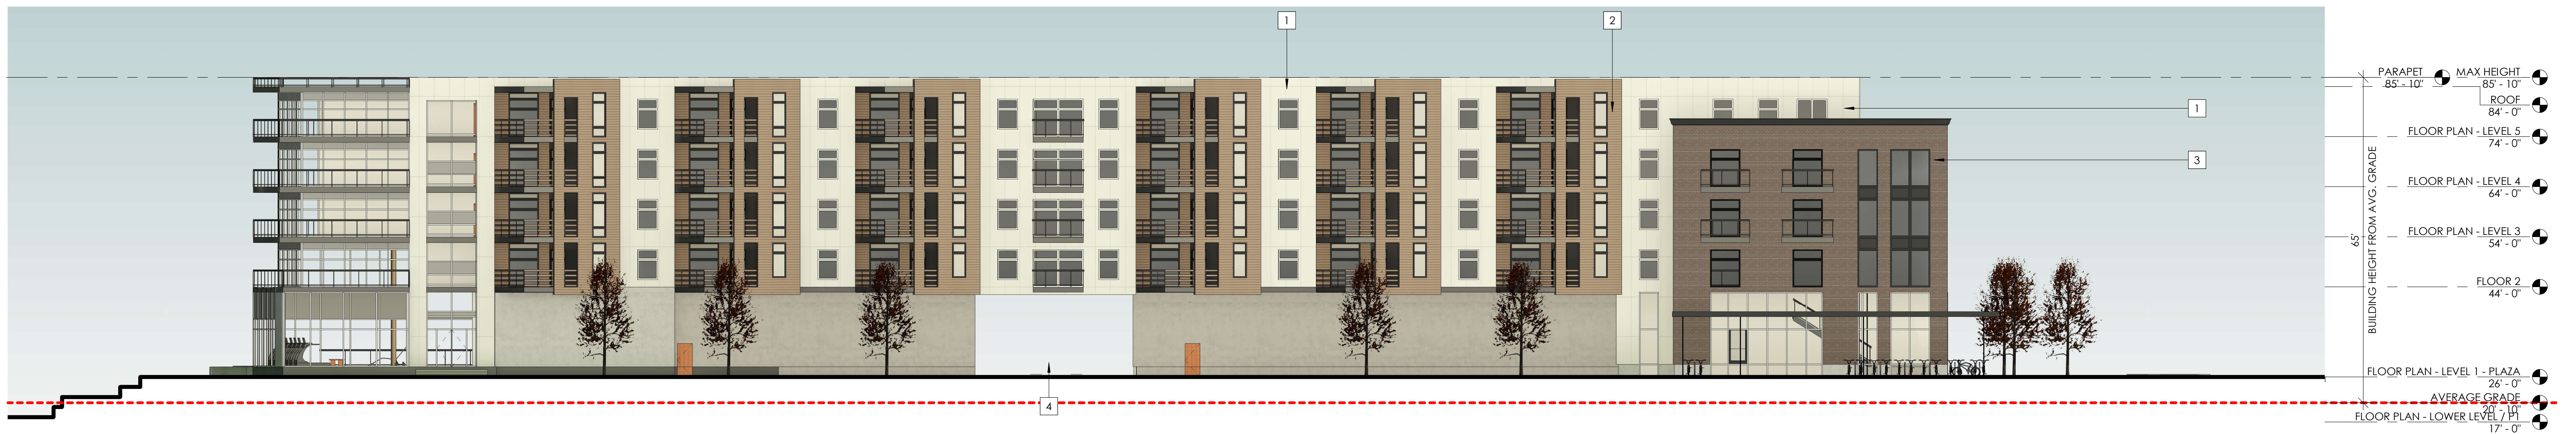 1
2
PARAPET
85' - 10"
MAX HEIGHT
85' - 10"
ROOF
84' - 0"
1
FLOOR PLAN - LEVEL 5
74' - 0"
3
FLOOR PLAN - LEVEL 4
64' - 0"
FLOOR PLAN - LEVEL 3
54' - 0"
65'
BUILDING HEIGHT FROM AVG. GRADE
FLOOR 2
44' - 0"
FLOOR PLAN - LEVEL 1 - PLAZA
26' - 0"
4
AVERAGE GRADE
20' - 10"
FLOOR PLAN - LOWER LEVEL / P1
17' - 0"